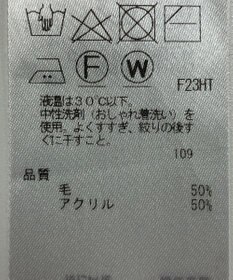 F
W
F23HT
液温は30℃以下。
中性洗剤(おしゃれ着洗い)を
使用。よくすすぎ、絞りの後す
ぐに干すこと。
109
品質
毛 50%
アクリル 50%